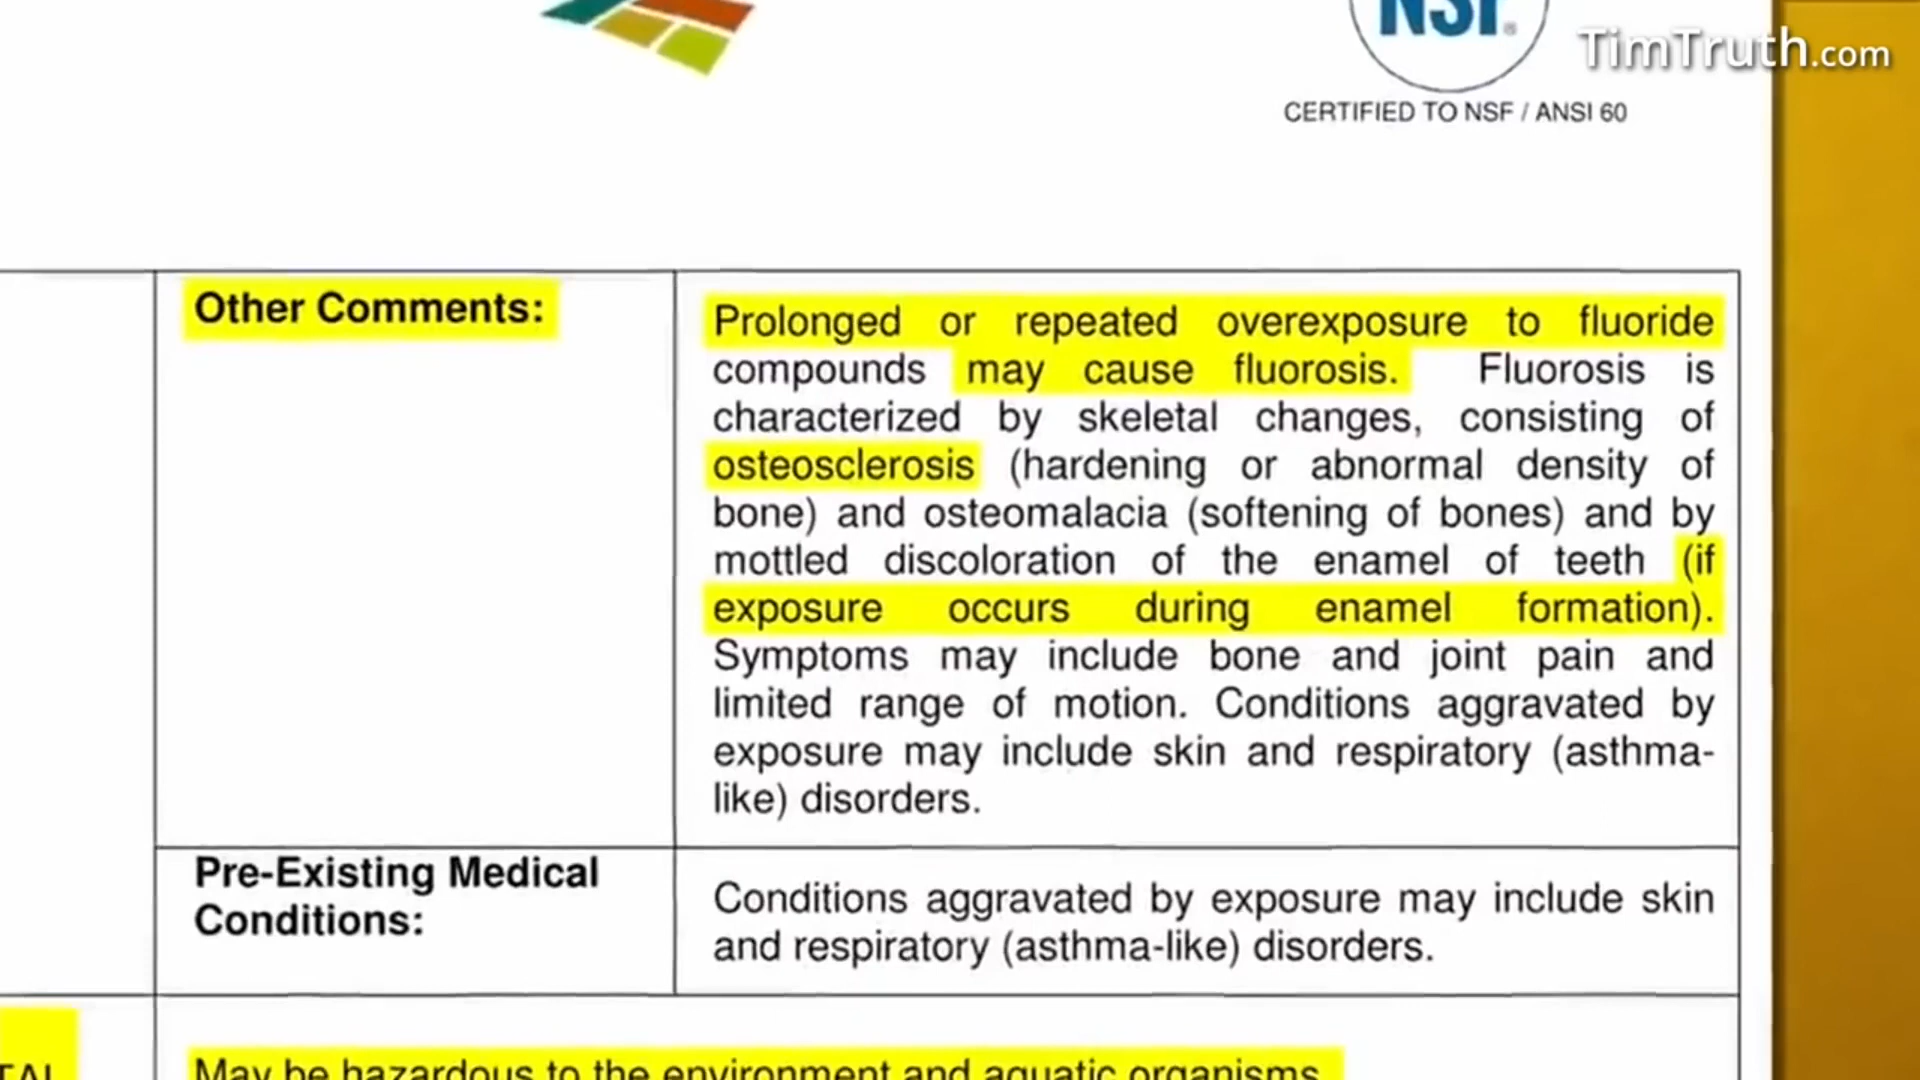 NSF®
TimTruth.com
CERTIFIED TO NSF / ANSI 60
Other Comments:
Prolonged or repeated overexposure to fluoride
compounds may cause fluorosis. Fluorosis is
characterized by skeletal changes, consisting of
osteosclerosis (hardening or abnormal density of
bone) and osteomalacia (softening of bones) and by
mottled discoloration of the enamel of teeth (if
exposure occurs during enamel formation).
Symptoms may include bone and joint pain and
limited range of motion. Conditions aggravated by
exposure may include skin and respiratory (asthma-
like) disorders.
Pre-Existing Medical
Conditions:
Conditions aggravated by exposure may include skin
and respiratory (asthma-like) disorders.
May be hazardous to the environment and aquatic organisms